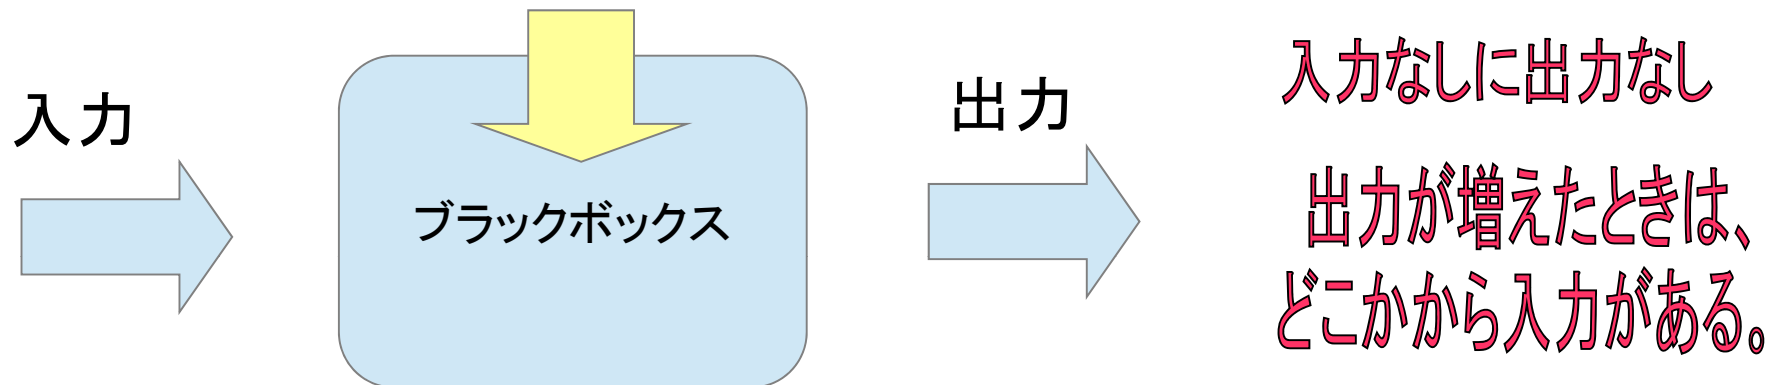 入力
ブラックボックス
出力
入力なしに出力なし
出力が増えたときは、
どこかから入力がある。